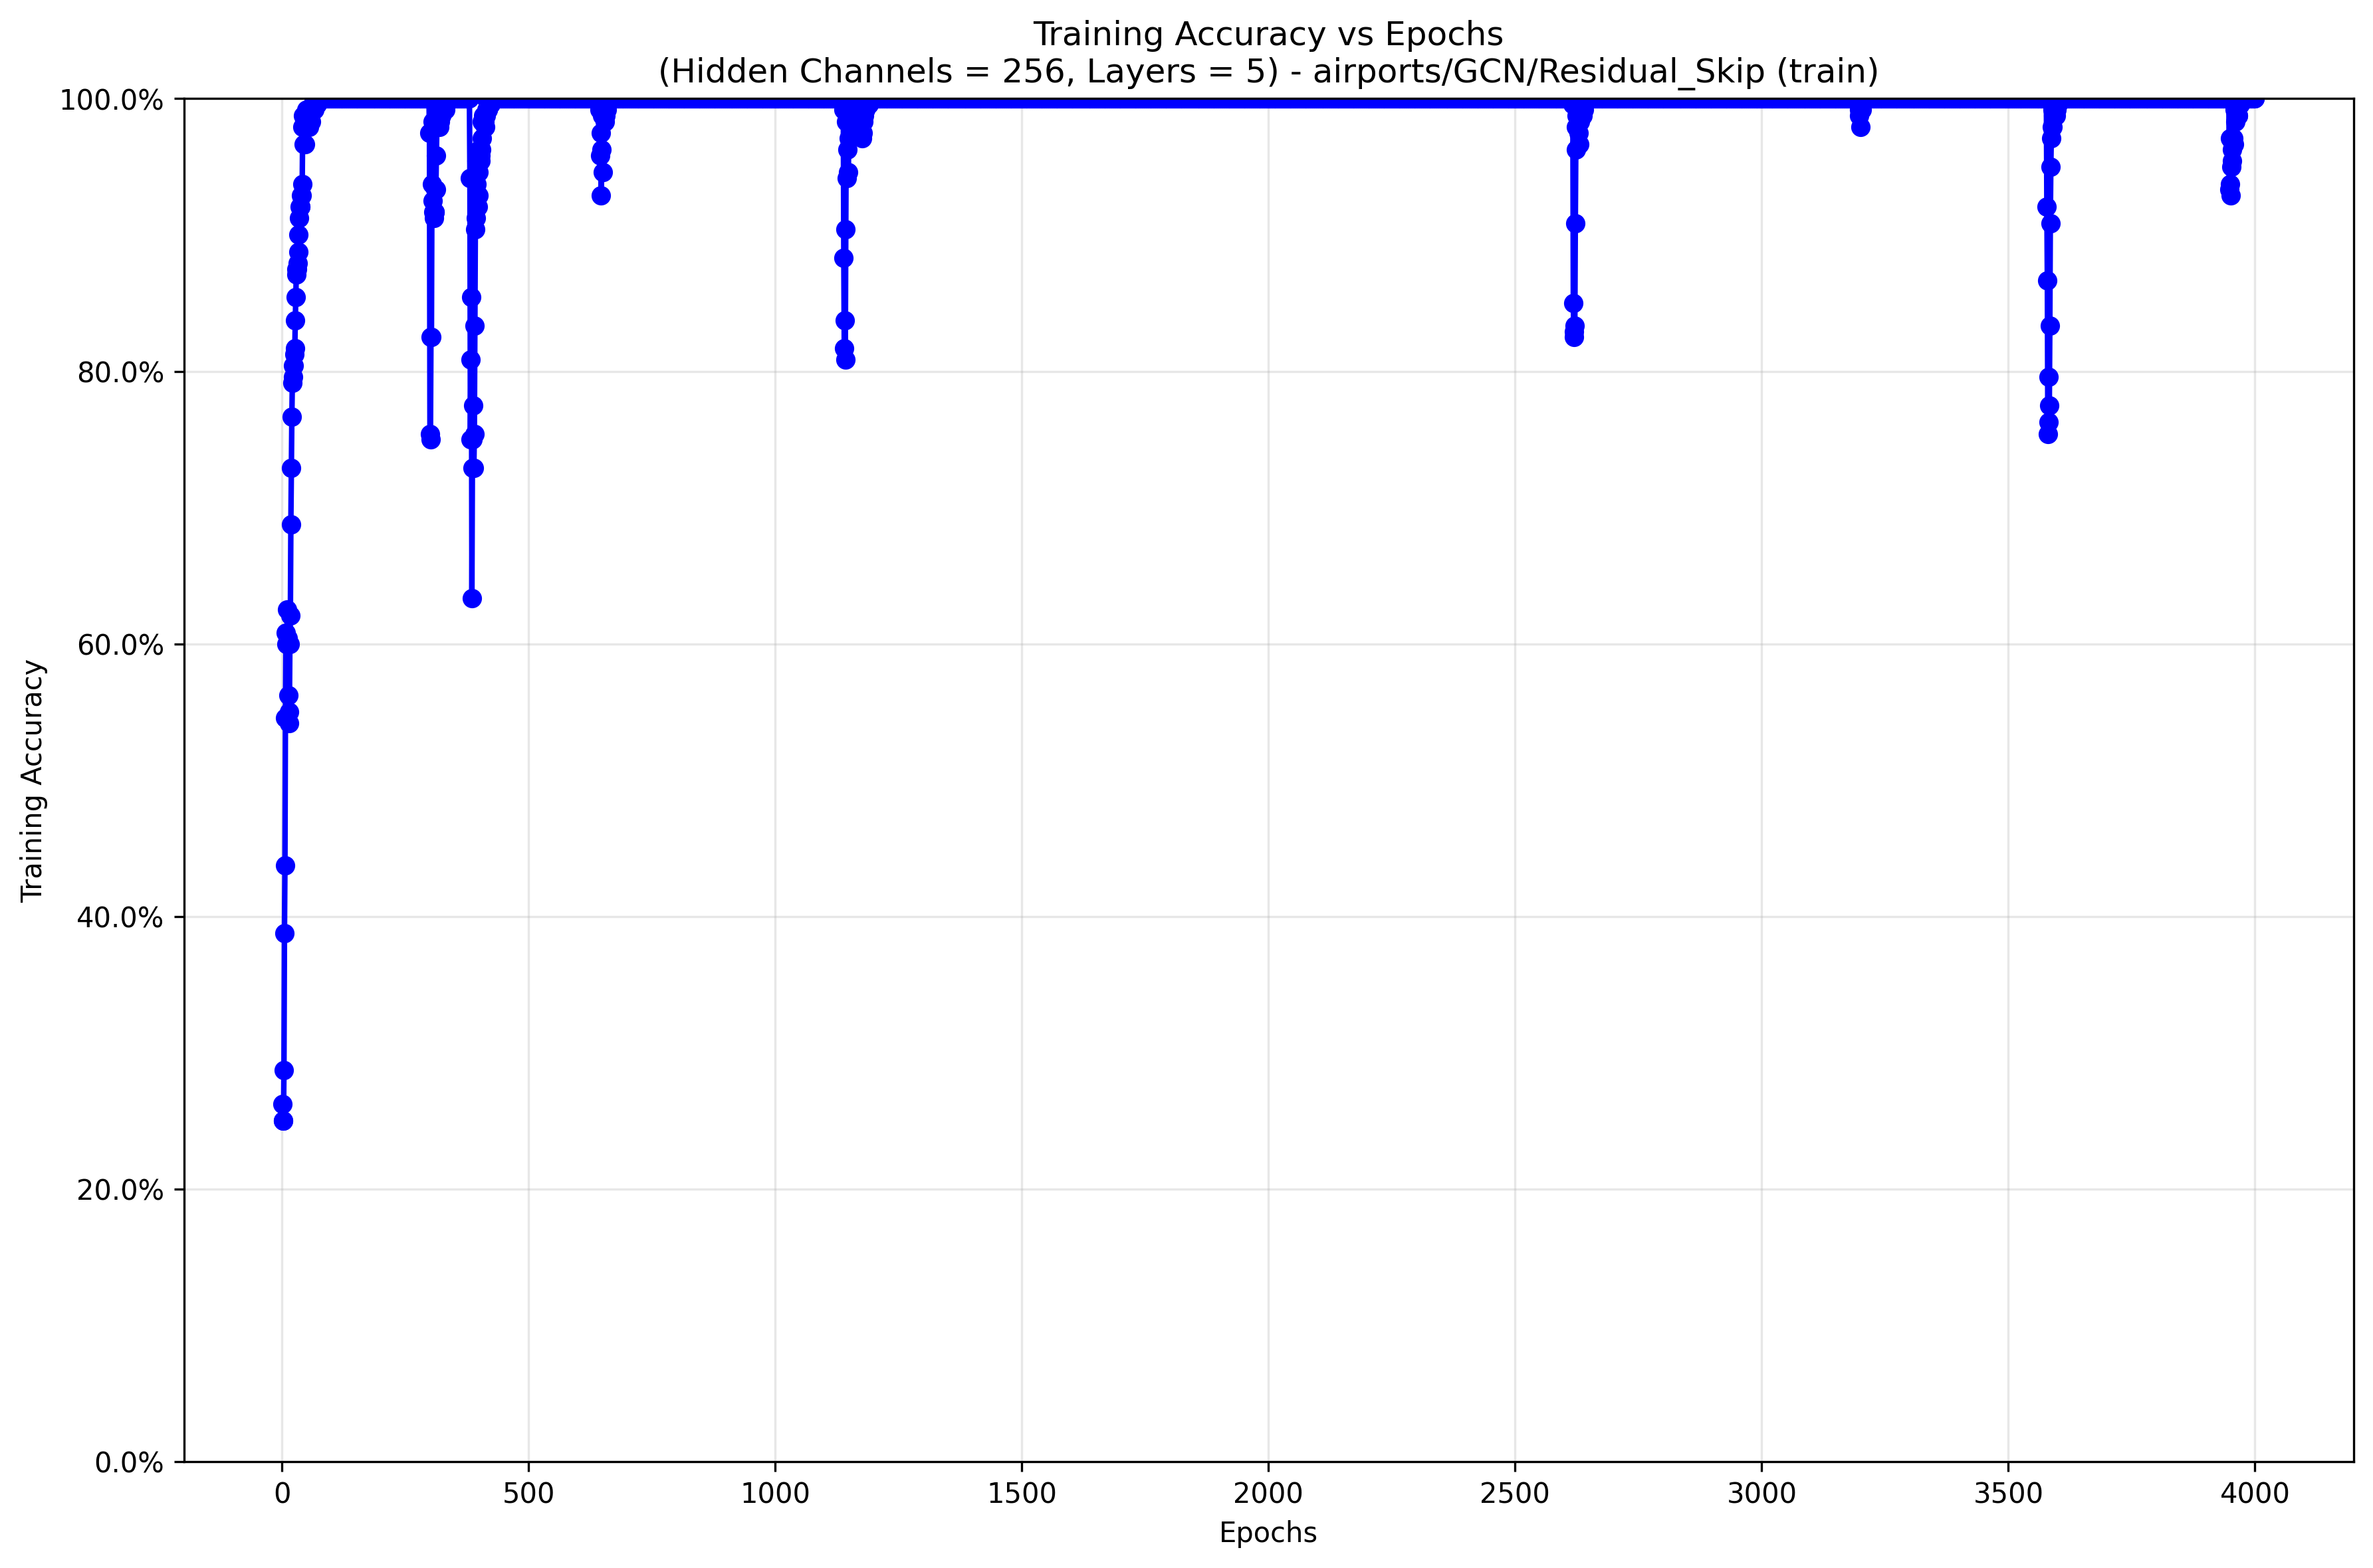 Training Accuracy vs Epochs
(Hidden Channels = 256, Layers = 5) - airports/GCN/Residual_Skip (train)
100.0%
80.0%
60.0%
40.0%
20.0%
0.0%
Training Accuracy
0 500 1000 1500 2000 2500 3000 3500 4000
Epochs